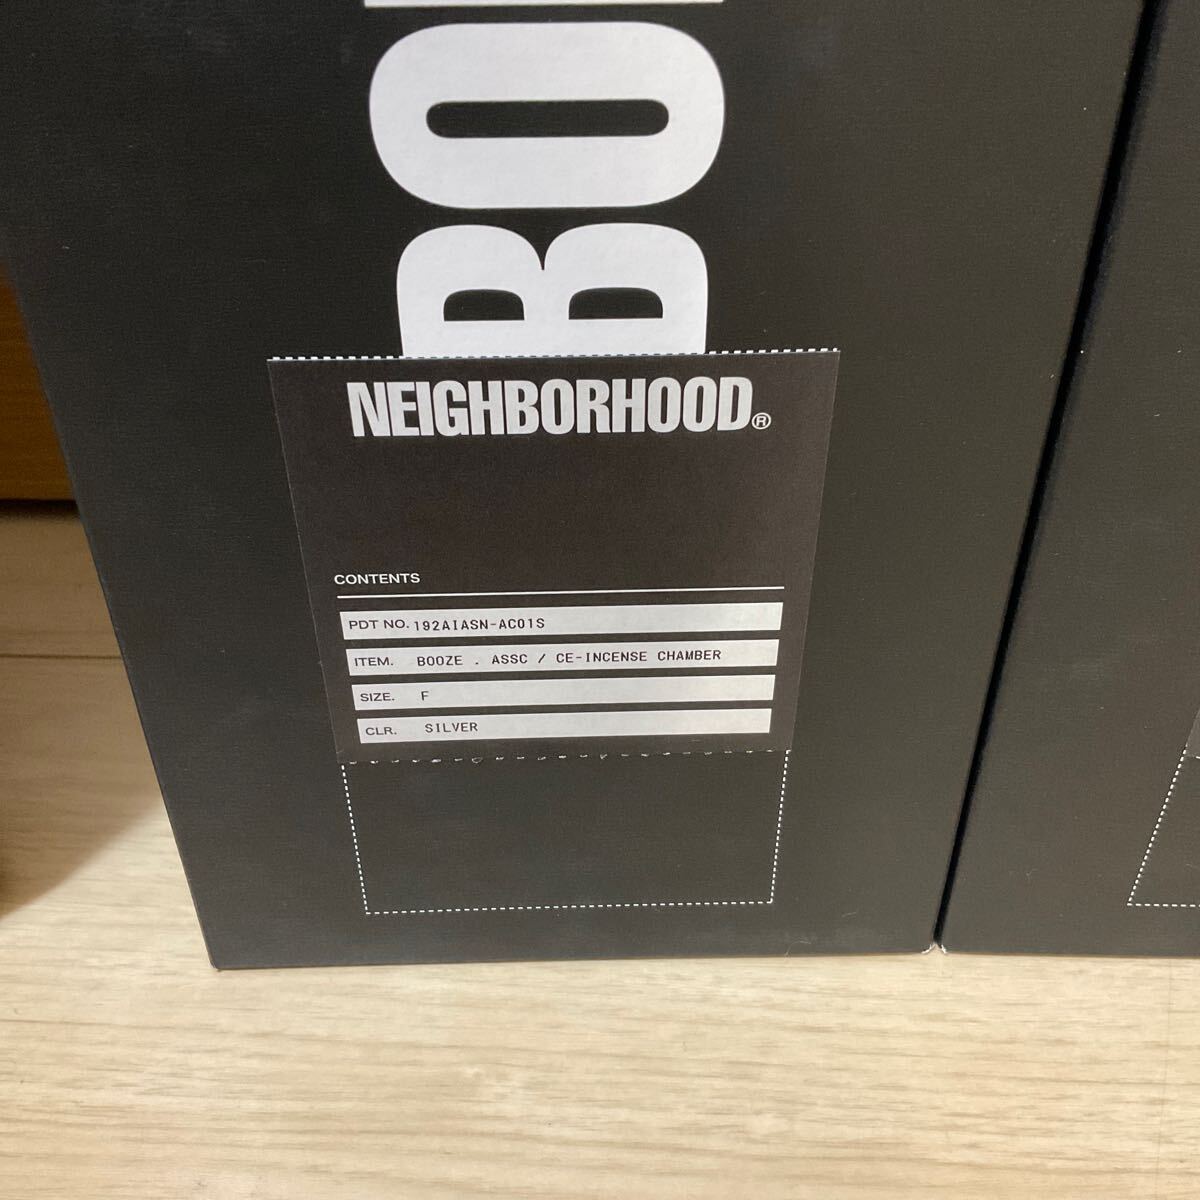 BO
NEIGHBORHOOD®
CONTENTS
PDT NO. 192AIASN-AC01S
ITEM. BOOZE . ASSC / CE-INCENSE CHAMBER
SIZE. F
CLR. SILVER